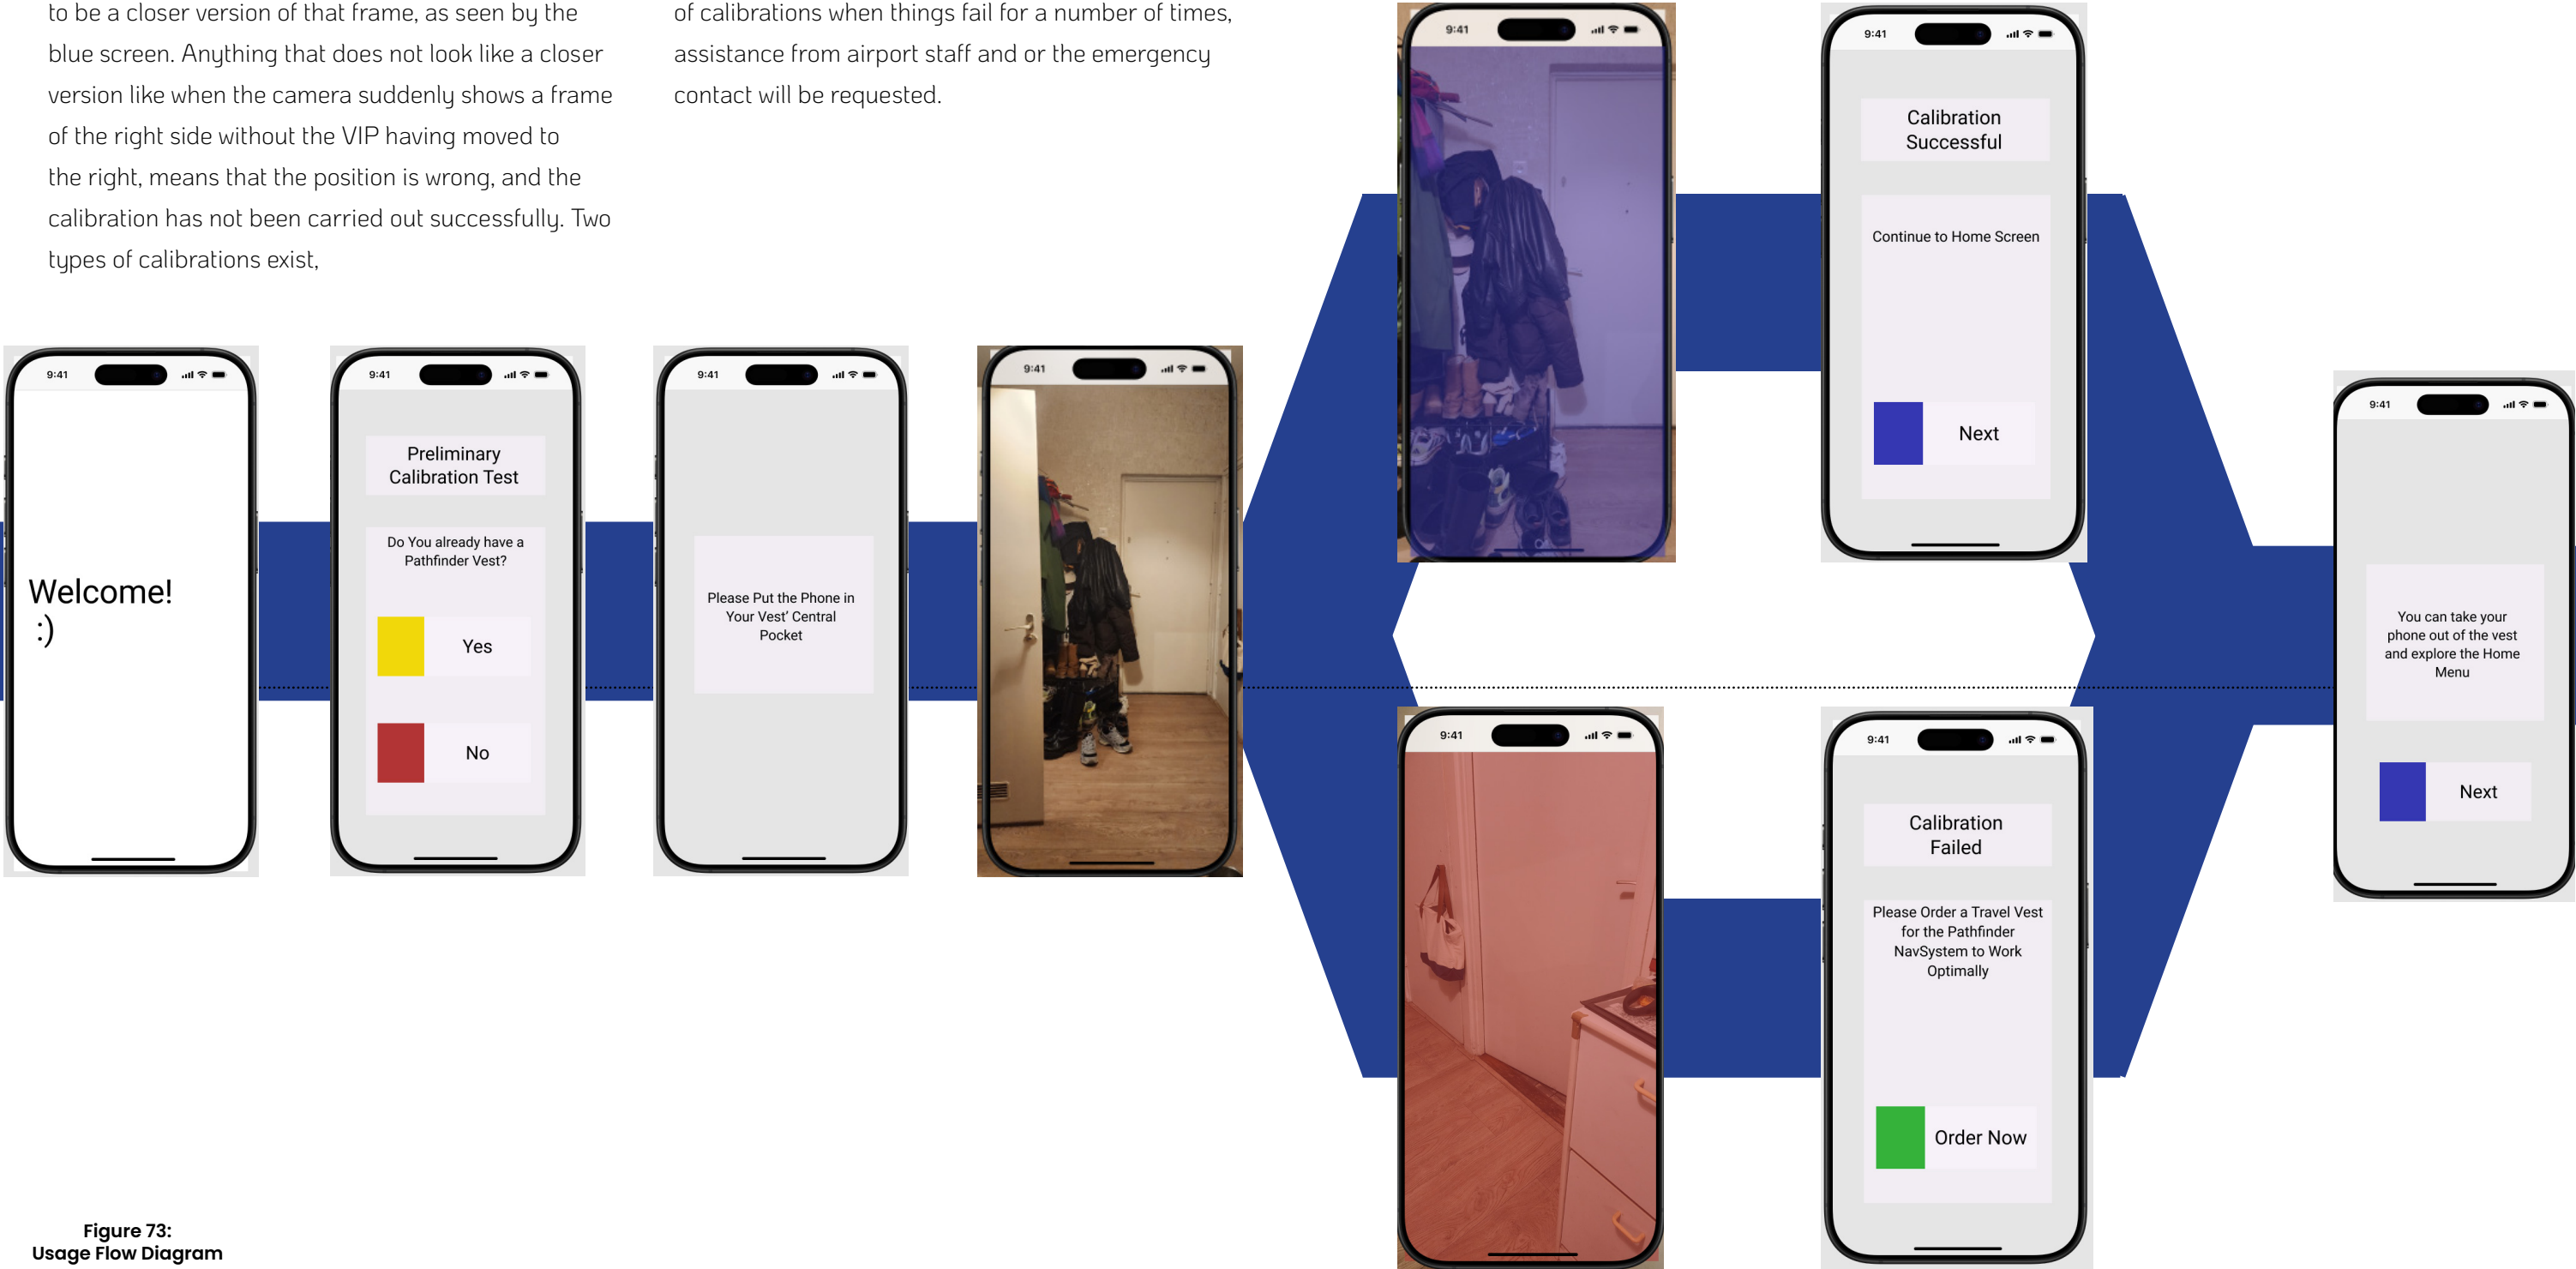 to be a closer version of that frame, as seen by the
blue screen. Anything that does not look like a closer
version like when the camera suddenly shows a frame
of the right side without the VIP having moved to
the right, means that the position is wrong, and the
calibration has not been carried out successfully. Two
types of calibrations exist,
of calibrations when things fail for a number of times,
assistance from airport staff and or the emergency
contact will be requested.
9:41
Welcome!
:)
9:41
Preliminary
Calibration Test
Do You already have a
Pathfinder Vest?
Yes
No
9:41
Please Put the Phone in
Your Vest' Central
Pocket
9:41
9:41
9:41
Calibration
Successful
Continue to Home Screen
Next
9:41
9:41
Calibration
Failed
Please Order a Travel Vest
for the Pathfinder
NavSystem to Work
Optimally
Order Now
9:41
You can take your
phone out of the vest
and explore the Home
Menu
Next
Figure 73:
Usage Flow Diagram